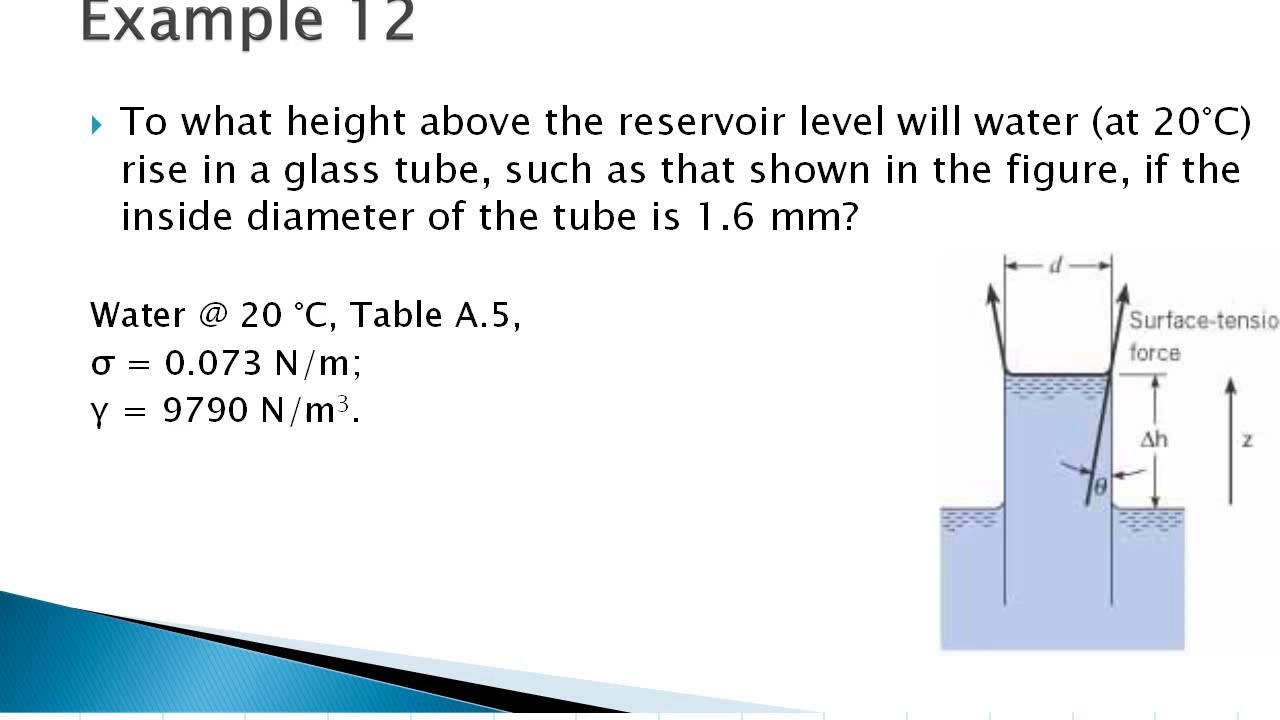 Example 12
To what height above the reservoir level will water (at 20°C)
rise in a glass tube, such as that shown in the figure, if the
inside diameter of the tube is 1.6 mm?
Water @ 20 °C, Table A.5,
σ = 0.073 N/m;
γ = 9790 N/m³.
d
Surface-tensio
force
Δh
z
θ